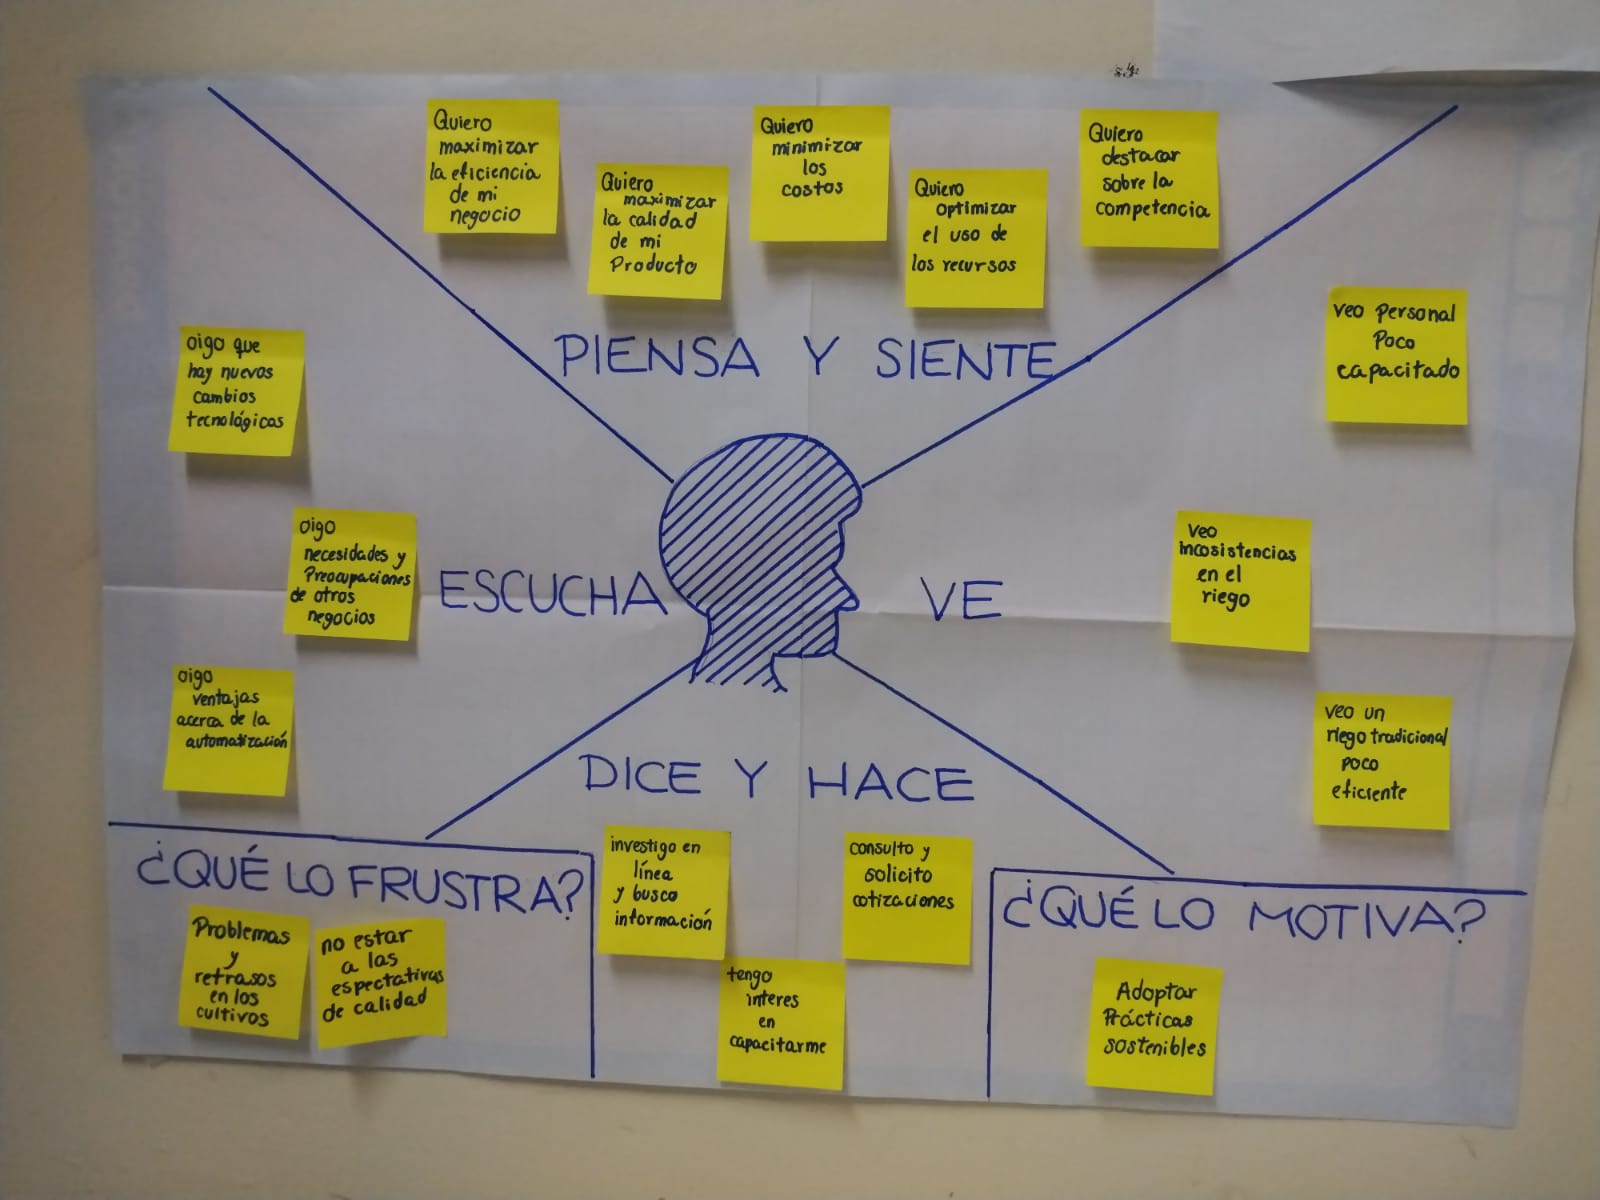 Quiero
maximizar
la eficiencia
de mi
negocio
Quiero
maximizar
la calidad
de mi
Producto
Quiero
minimizar
los
costos
Quiero
optimizar
el uso de
los recursos
Quiero
destacar
sobre la
competencia
PIENSA Y SIENTE
oigo que
hay nuevos
cambios
tecnológicos
oigo
necesidades y
Preocupaciones
de otros
negocios
oigo
ventajas
acerca de la
automatización
ESCUCHA
VE
veo personal
Poco
capacitado
veo
incosistencias
en el
riego
veo un
riego tradicional
poco
eficiente
DICE Y HACE
investigo en
línea
y busco
información
consulto y
solicito
cotizaciones
tengo
interes
en
capacitarme
¿QUÉ LO FRUSTRA?
Problemas
y
retrasos
en los
cultivos
no estar
a las
espectativas
de calidad
¿QUÉ LO MOTIVA?
Adoptar
Prácticas
sostenibles